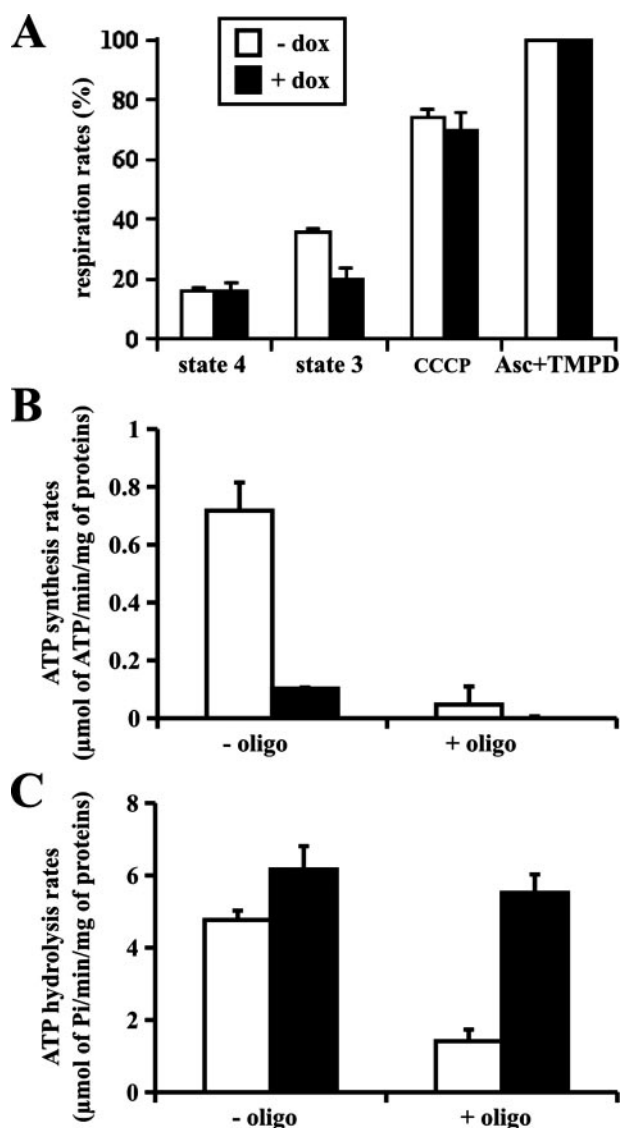 A
- dox
+ dox
respiration rates (%)
100
80
60
40
20
0
state 4 state 3 CCCP Asc+TMPD
B
ATP synthesis rates
(µmol of ATP/min/mg of proteins)
1
0.8
0.6
0.4
0.2
0
- oligo + oligo
C
ATP hydrolysis rates
(µmol of Pi/min/mg of proteins)
8
6
4
2
0
- oligo + oligo